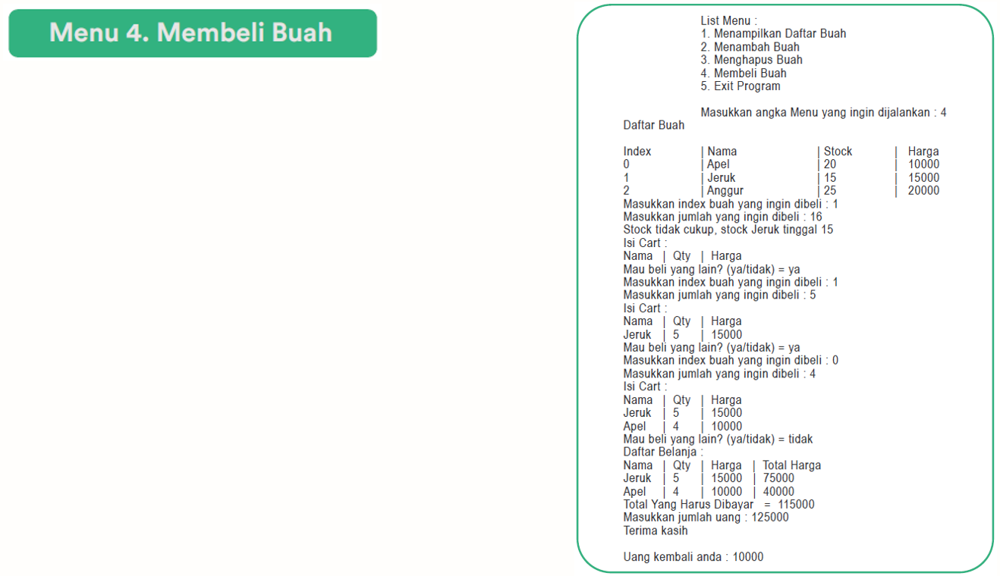 Menu 4. Membeli Buah
List Menu :
1. Menampilkan Daftar Buah
2. Menambah Buah
3. Menghapus Buah
4. Membeli Buah
5. Exit Program
Masukkan angka Menu yang ingin dijalankan : 4
Daftar Buah
Index | Nama | Stock | Harga
0 | Apel | 20 | 10000
1 | Jeruk | 15 | 15000
2 | Anggur | 25 | 20000
Masukkan index buah yang ingin dibeli : 1
Masukkan jumlah yang ingin dibeli : 16
Stock tidak cukup, stock Jeruk tinggal 15
Isi Cart :
Nama | Qty | Harga
Mau beli yang lain? (ya/tidak) = ya
Masukkan index buah yang ingin dibeli : 1
Masukkan jumlah yang ingin dibeli : 5
Isi Cart :
Nama | Qty | Harga
Jeruk | 5 | 15000
Mau beli yang lain? (ya/tidak) = ya
Masukkan index buah yang ingin dibeli : 0
Masukkan jumlah yang ingin dibeli : 4
Isi Cart :
Nama | Qty | Harga
Jeruk | 5 | 15000
Apel | 4 | 10000
Mau beli yang lain? (ya/tidak) = tidak
Daftar Belanja :
Nama | Qty | Harga | Total Harga
Jeruk | 5 | 15000 | 75000
Apel | 4 | 10000 | 40000
Total Yang Harus Dibayar = 115000
Masukkan jumlah uang : 125000
Terima kasih
Uang kembali anda : 10000